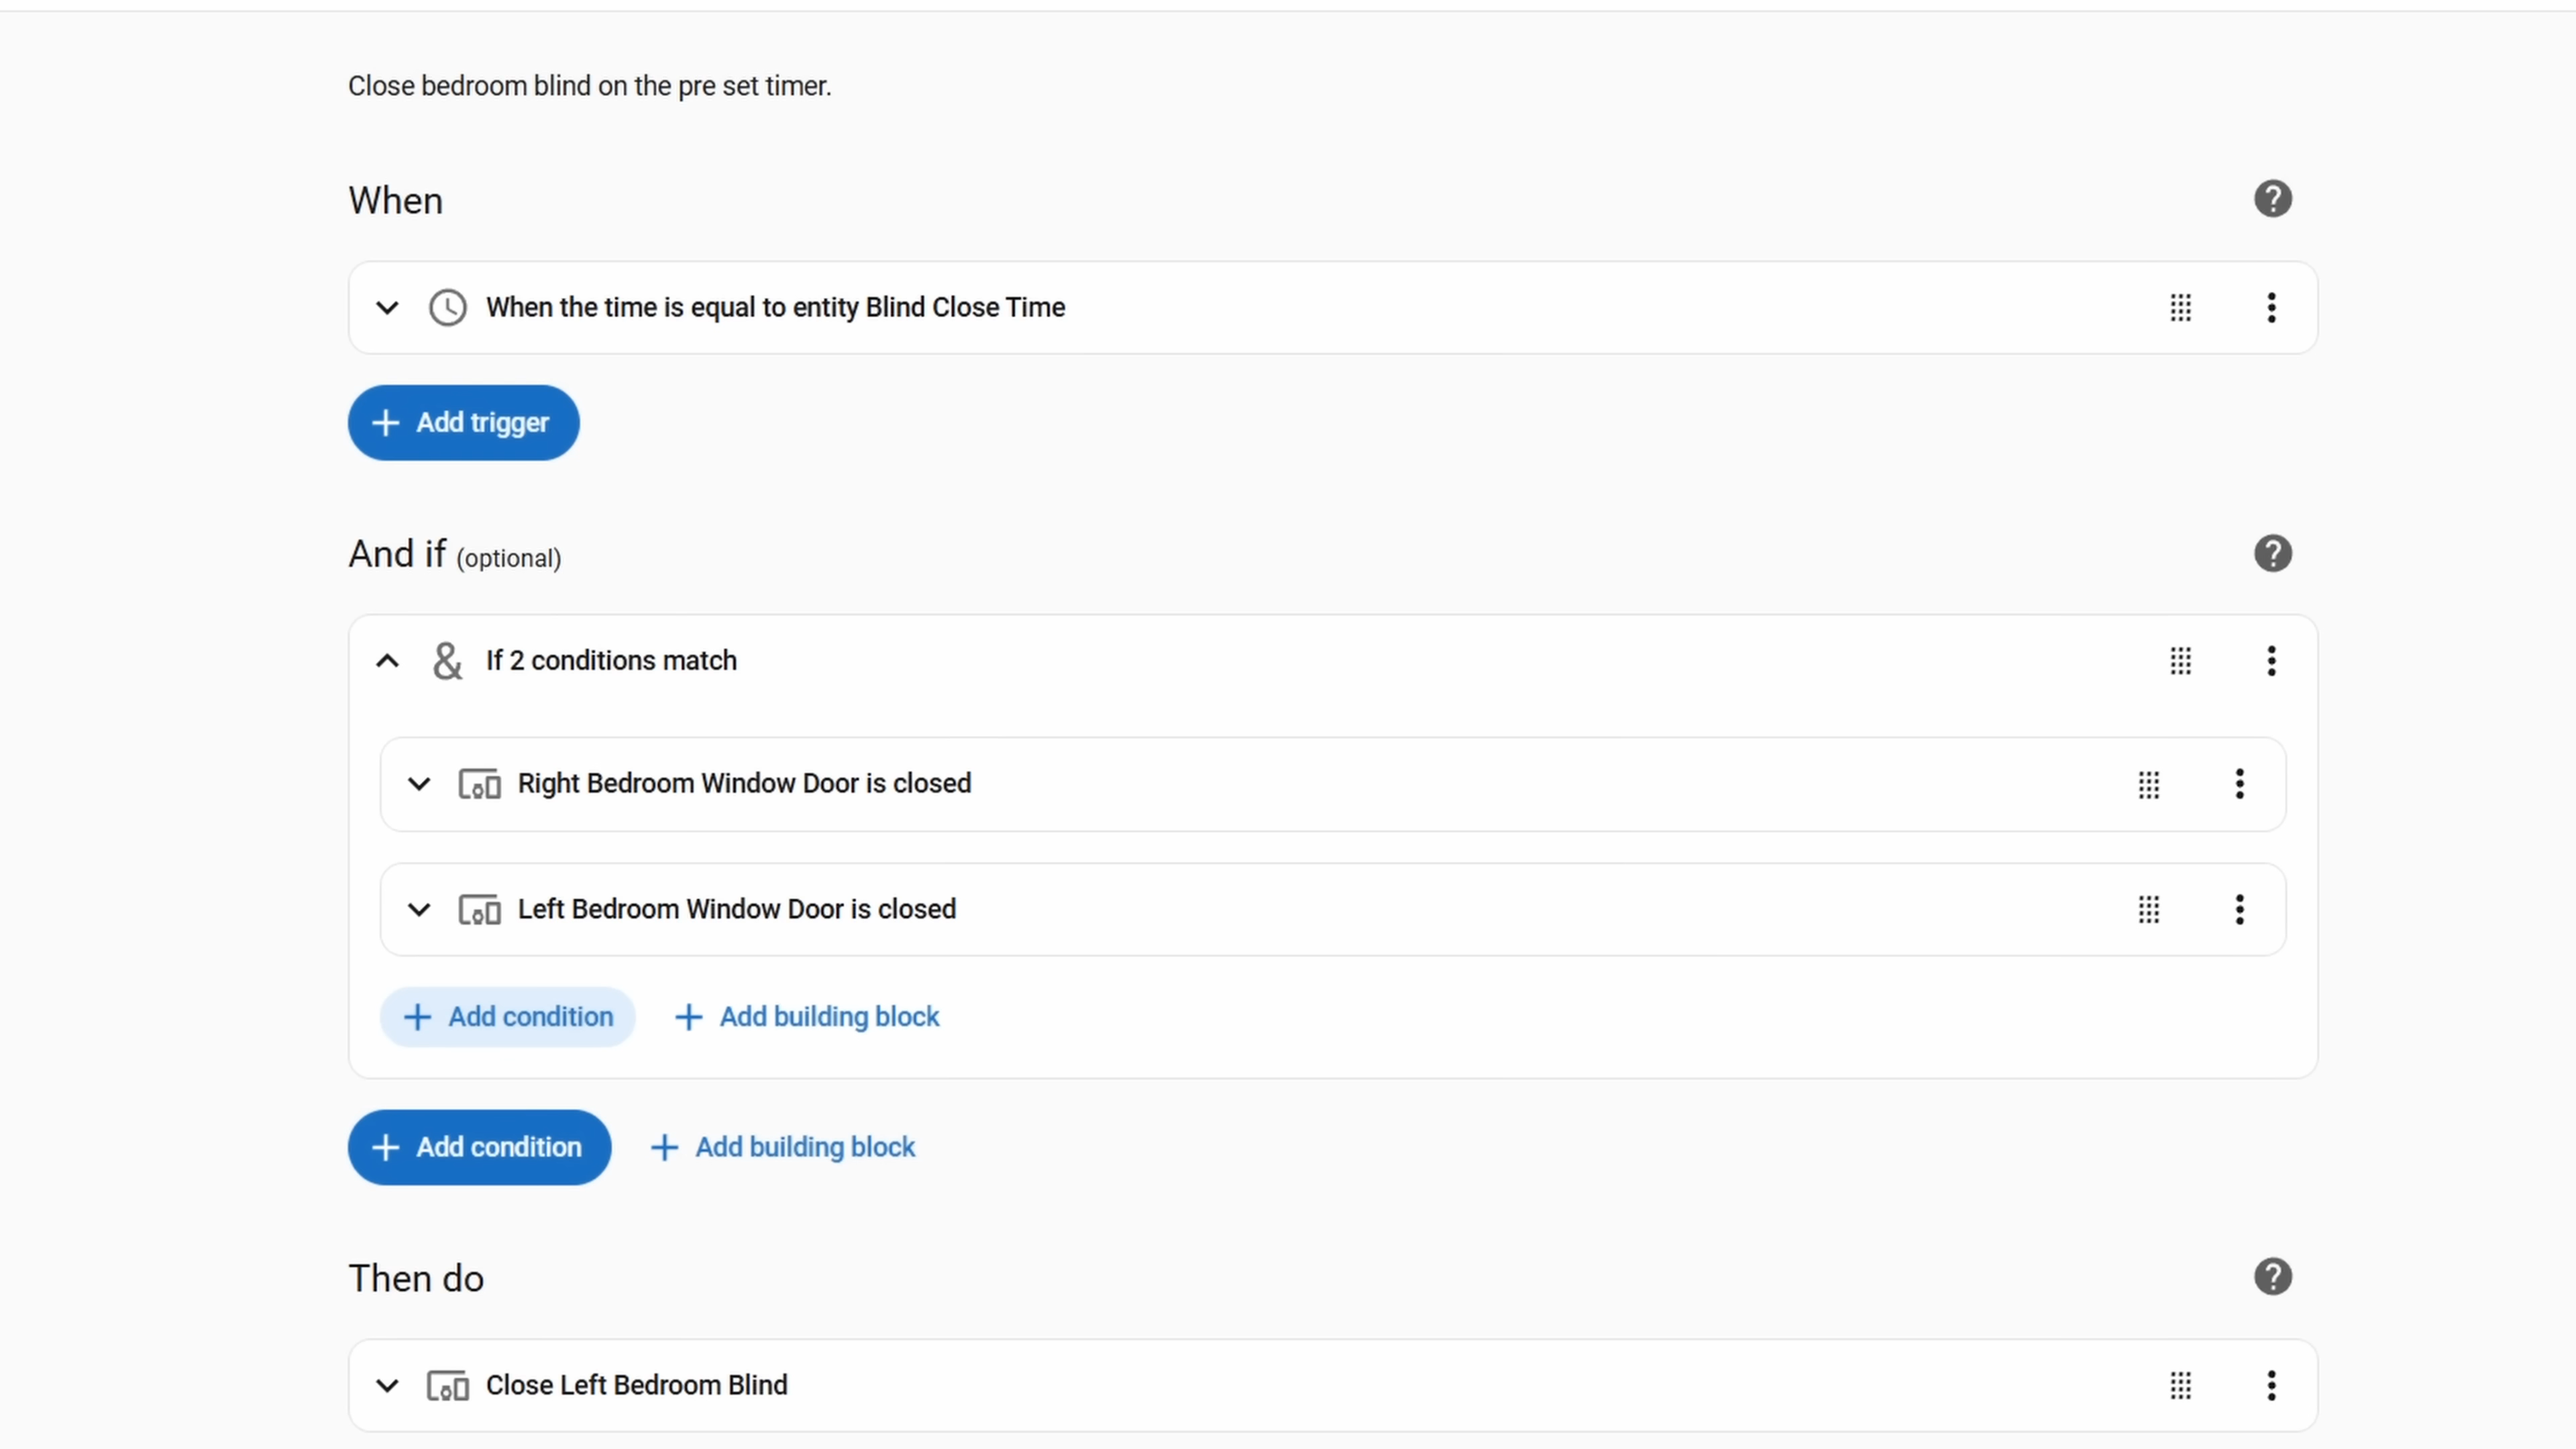 Close bedroom blind on the pre set timer.
When
When the time is equal to entity Blind Close Time
Add trigger
And if (optional)
& If 2 conditions match
Right Bedroom Window Door is closed
Left Bedroom Window Door is closed
Add condition Add building block
Add condition Add building block
Then do
Close Left Bedroom Blind